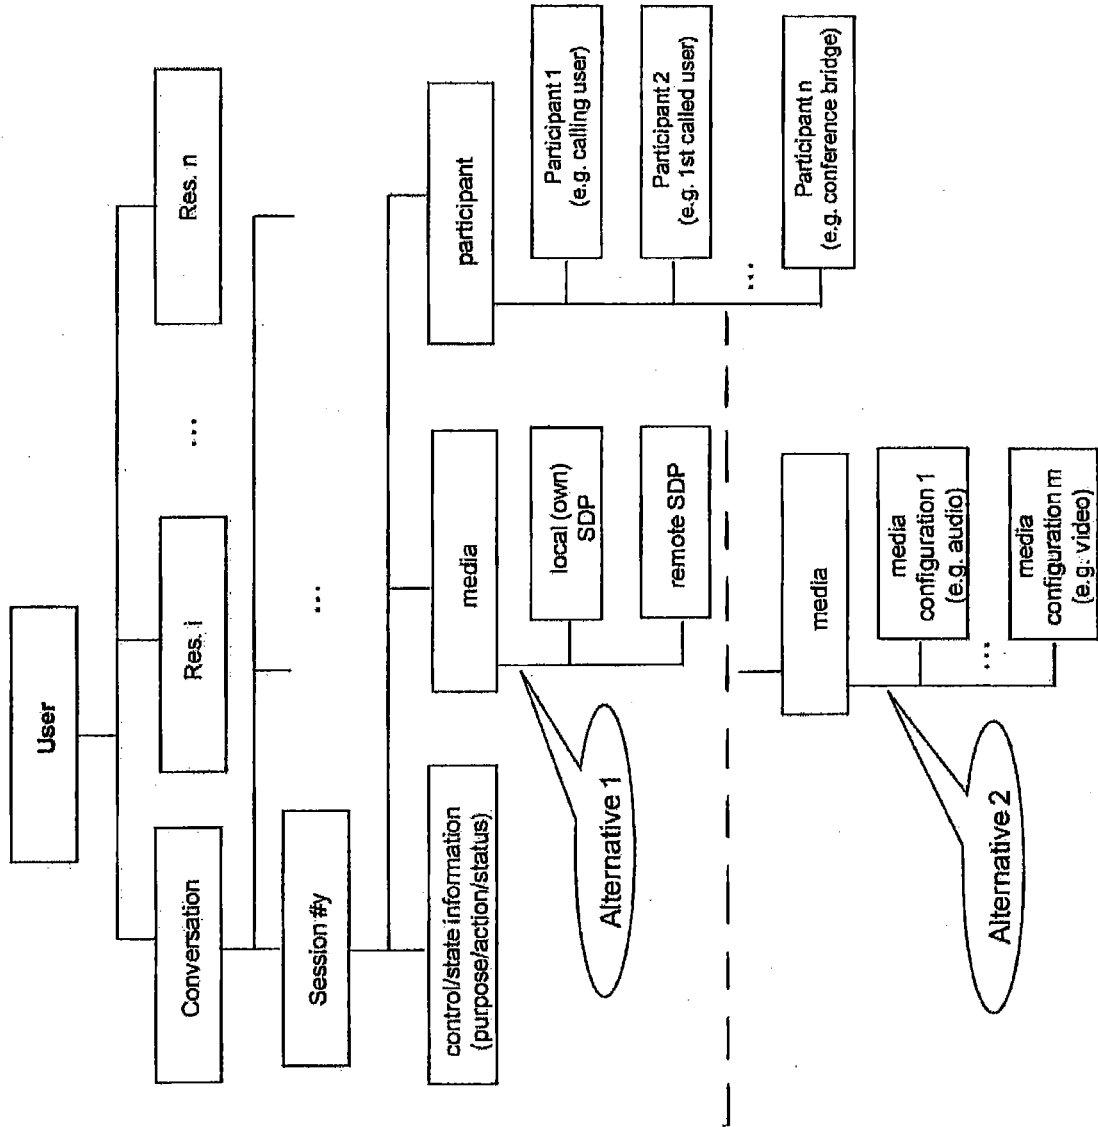 User
Conversation
Res. i
...
Res. n
Session #y
...
control/state information
(purpose/action/status)
media
participant
local (own)
SDP
remote SDP
Alternative 1
Participant 1
(e.g. calling user)
Participant 2
(e.g. 1st called user)
...
Participant n
(e.g. conference bridge)
media
media
configuration 1
(e.g. audio)
...
media
configuration m
(e.g. video)
Alternative 2